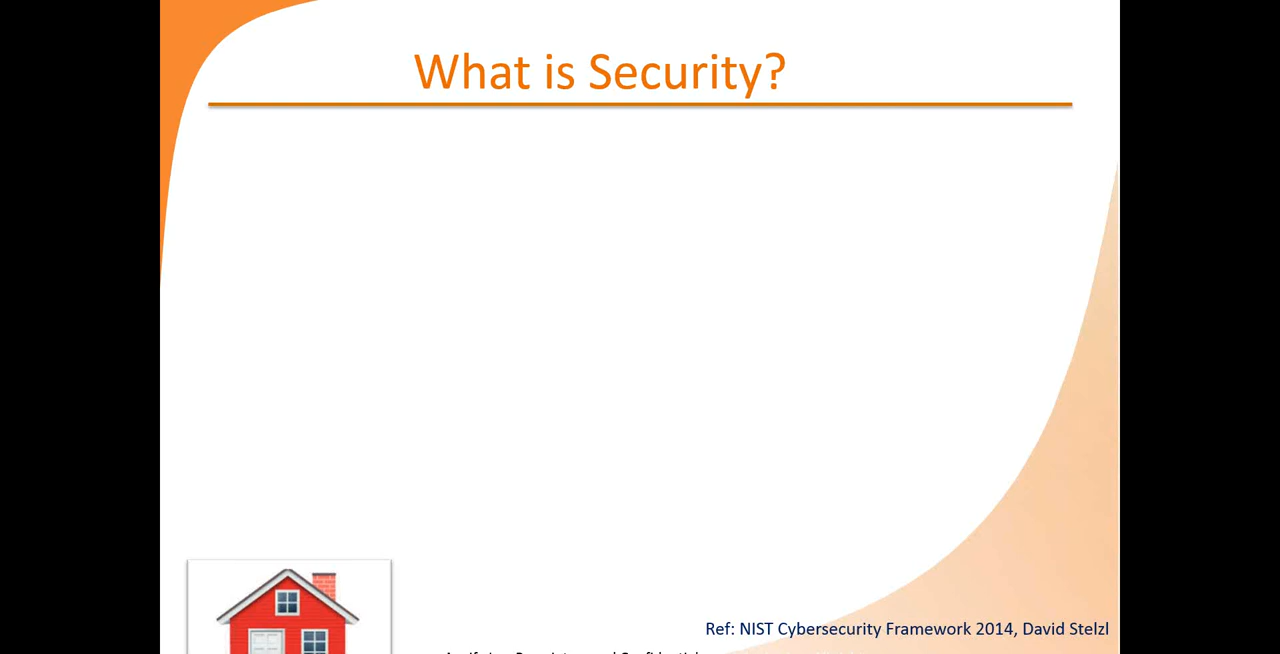 What is Security?
Ref: NIST Cybersecurity Framework 2014, David Stelzl